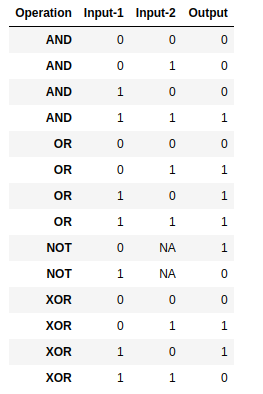 Operation Input-1 Input-2 Output
AND 0 0 0
AND 0 1 0
AND 1 0 0
AND 1 1 1
OR 0 0 0
OR 0 1 1
OR 1 0 1
OR 1 1 1
NOT 0 NA 1
NOT 1 NA 0
XOR 0 0 0
XOR 0 1 1
XOR 1 0 1
XOR 1 1 0